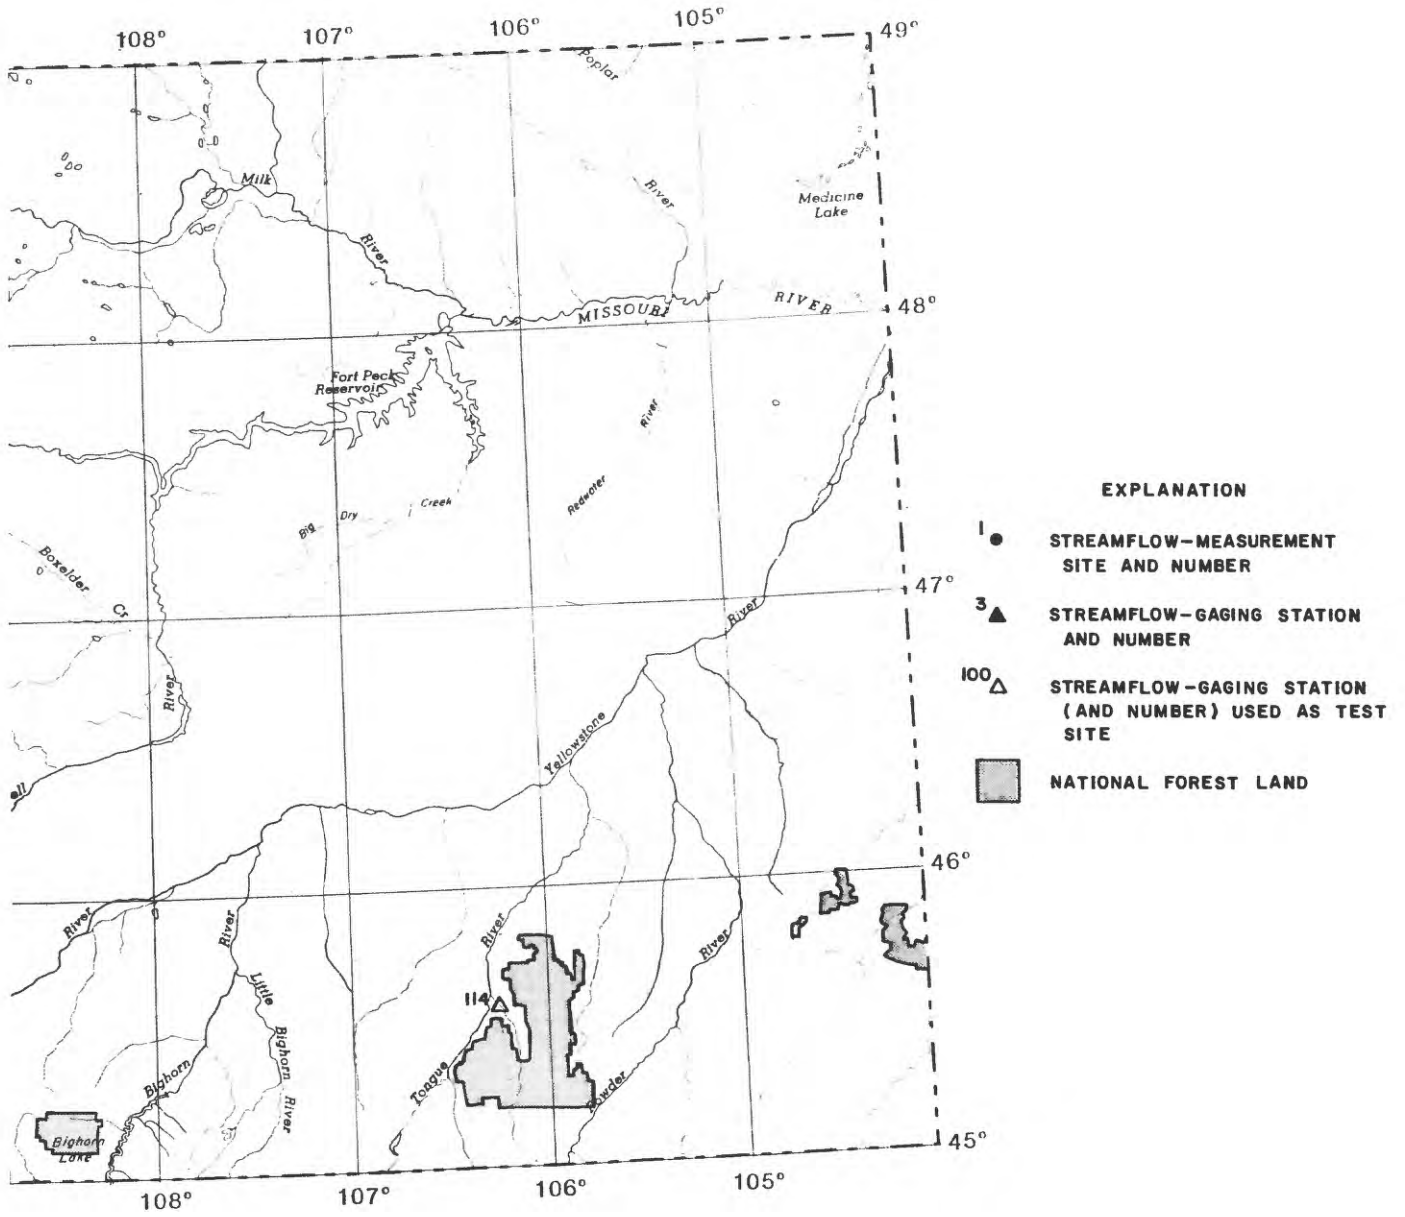 108°
107°
106°
105°
49°
Poplar
Milk
River
Medicine
Lake
River
MISSOURI
RIVER
48°
Fort Peck
Reservoir
River
Redwater
Big Dry Creek
Boxelder
Cr
47°
River
River
Yellowstone
ell
46°
River
River
River
River
Little
Bighorn
River
114
Tongue
Powder
Bighorn
Bighorn
Lake
45°
108°
107°
106°
105°
EXPLANATION
1
STREAMFLOW-MEASUREMENT
SITE AND NUMBER
3
STREAMFLOW-GAGING STATION
AND NUMBER
100
STREAMFLOW-GAGING STATION
(AND NUMBER) USED AS TEST
SITE
NATIONAL FOREST LAND